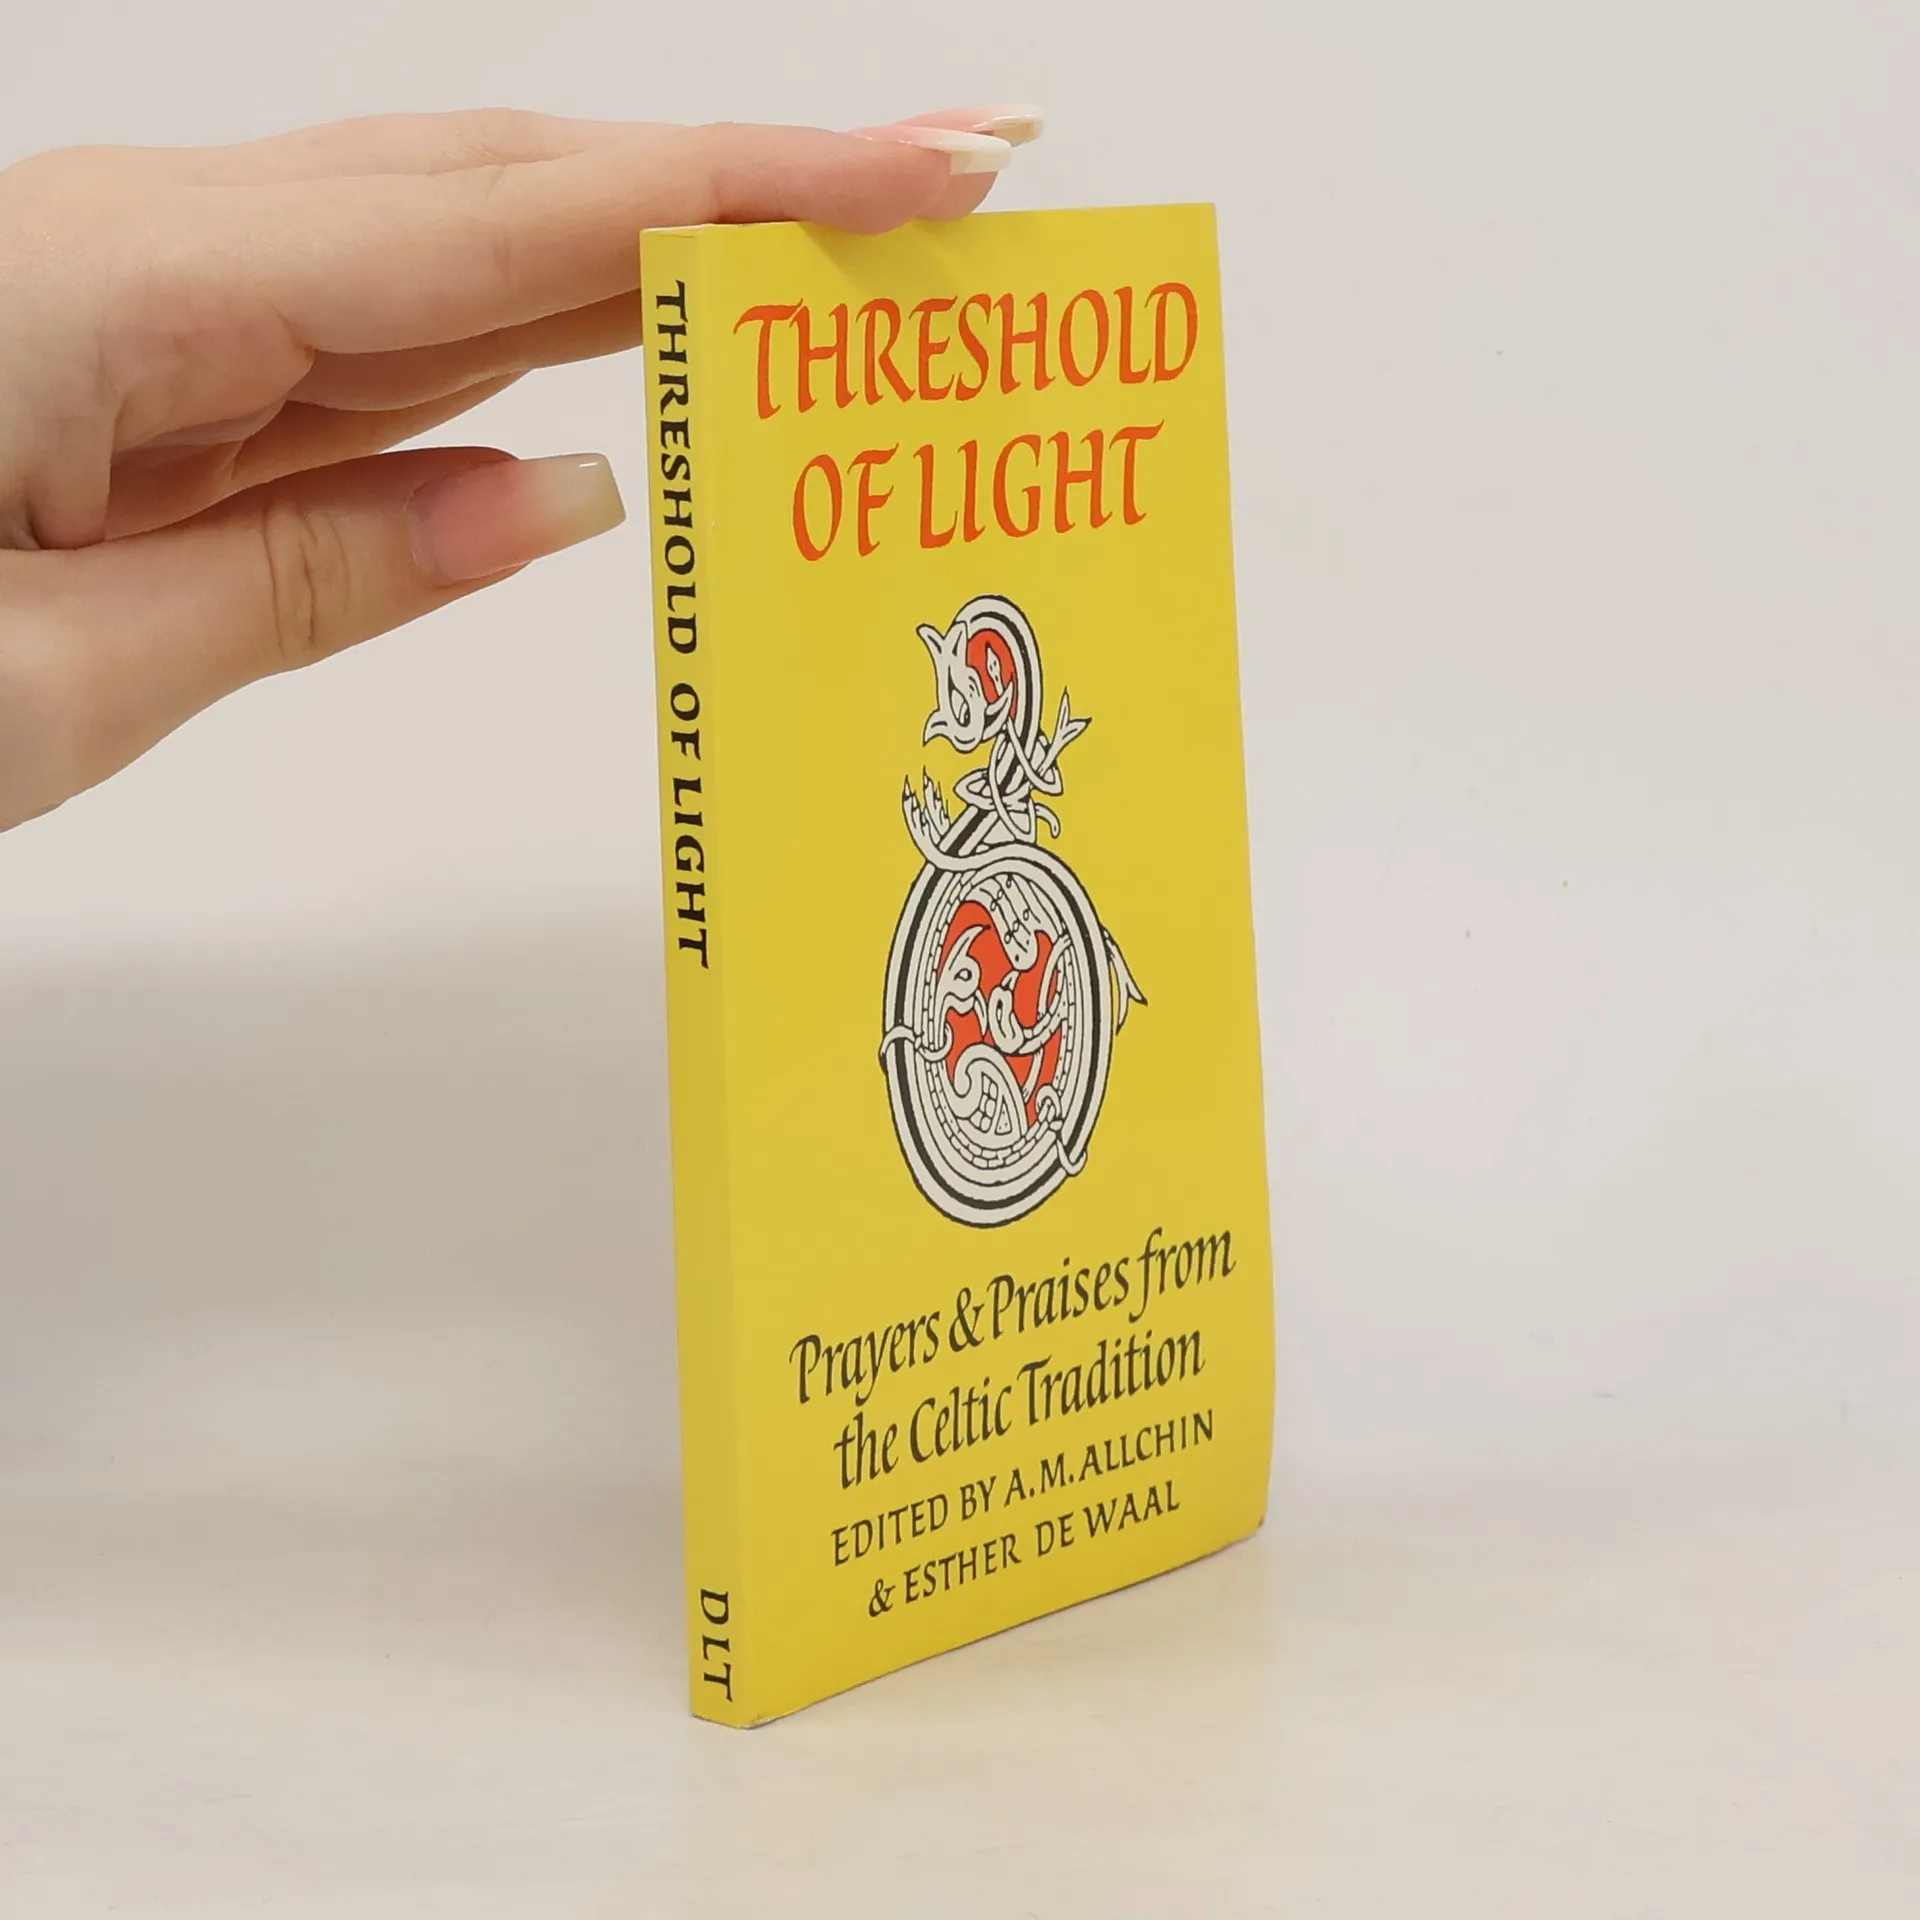 THRESHOLD OF LIGHT
DLT
THRESHOLD
OF LIGHT
Prayers & Praises from
the Celtic Tradition
EDITED BY A.M. ALLCHIN
& ESTHER DE WAAL